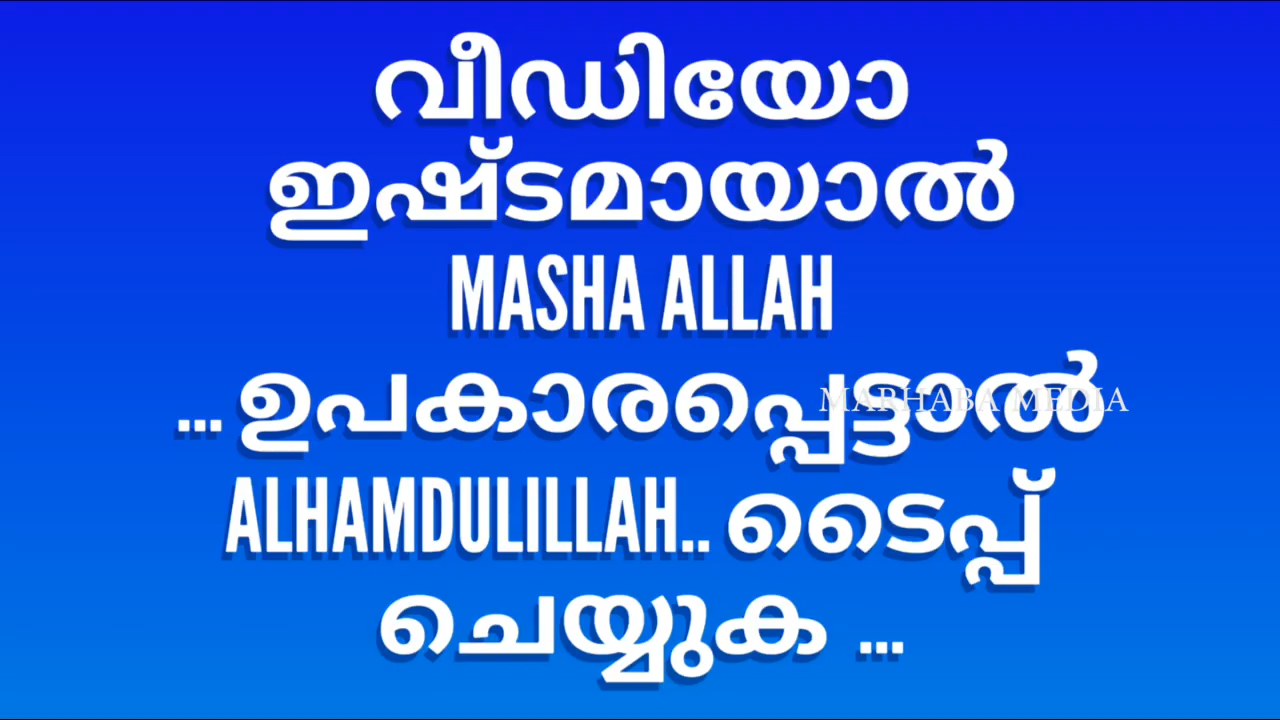 വീഡിയോ
ഇഷ്ടമായാൽ
MASHA ALLAH
... ഉപകാരപ്പെട്ടാൽ
MARHABA MEDIA
ALHAMDULILLAH.. ടൈപ്പ്
ചെയ്യുക ...